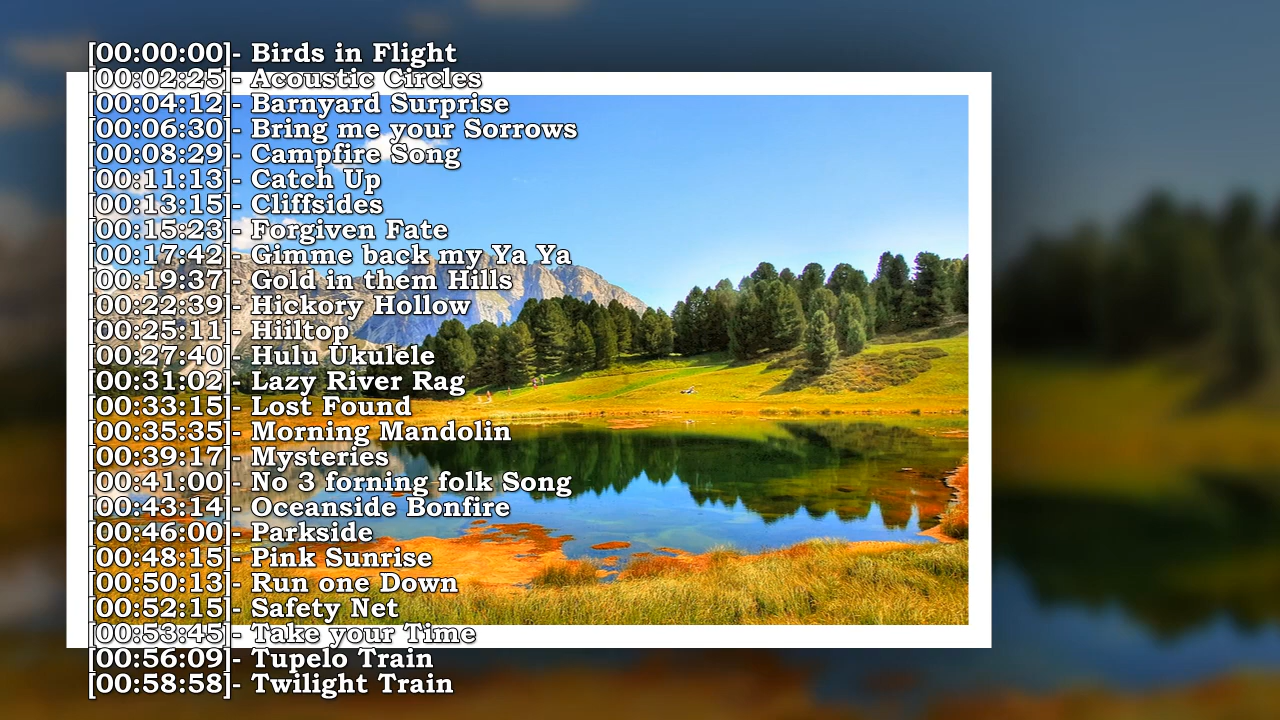 [00:00:00]- Birds in Flight
[00:02:25]- Acoustic Circles
[00:04:12]- Barnyard Surprise
[00:06:30]- Bring me your Sorrows
[00:08:29]- Campfire Song
[00:11:13]- Catch Up
[00:13:15]- Cliffsides
[00:15:23]- Forgiven Fate
[00:17:42]- Gimme back my Ya Ya
[00:19:37]- Gold in them Hills
[00:22:39]- Hickory Hollow
[00:25:11]- Hiiltop
[00:27:40]- Hulu Ukulele
[00:31:02]- Lazy River Rag
[00:33:15]- Lost Found
[00:35:35]- Morning Mandolin
[00:39:17]- Mysteries
[00:41:00]- No 3 forning folk Song
[00:43:14]- Oceanside Bonfire
[00:46:00]- Parkside
[00:48:15]- Pink Sunrise
[00:50:13]- Run one Down
[00:52:15]- Safety Net
[00:53:45]- Take your Time
[00:56:09]- Tupelo Train
[00:58:58]- Twilight Train